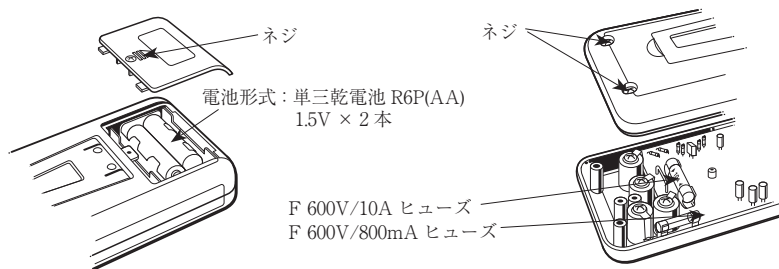 ネジ
電池形式：単三乾電池 R6P(AA)
1.5V × 2 本
ネジ
F 600V/10A ヒューズ
F 600V/800mA ヒューズ